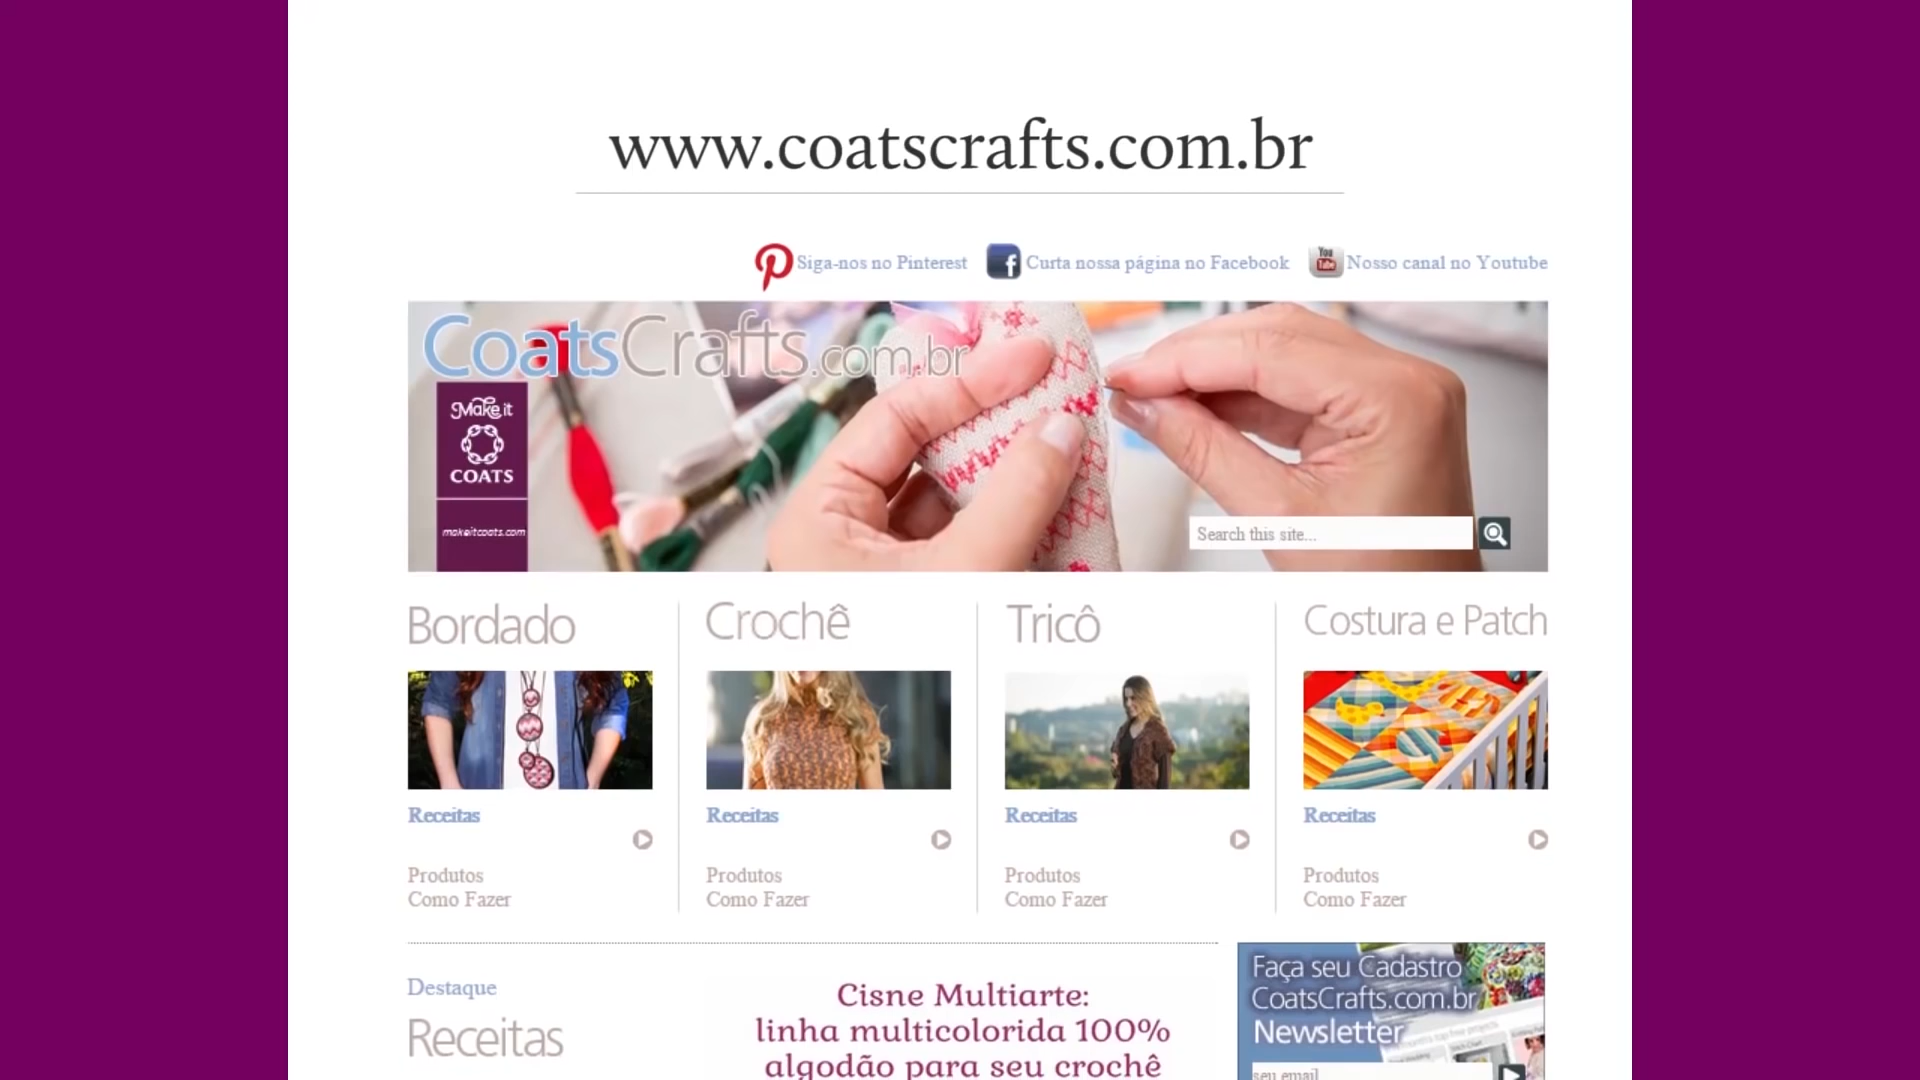 www.coatscrafts.com.br
Siga-nos no Pinterest
Curta nossa página no Facebook
You
Tube
Nosso canal no Youtube
CoatsCrafts.com.br
Make it
COATS
makeitcoats.com
Search this site...
Bordado
Crochê
Tricô
Costura e Patch
Receitas
Receitas
Receitas
Receitas
Produtos
Como Fazer
Produtos
Como Fazer
Produtos
Como Fazer
Produtos
Como Fazer
Destaque
Receitas
Cisne Multiarte:
linha multicolorida 100%
algodão para seu crochê
Faça seu Cadastro
CoatsCrafts.com.br
Newsletter
seu email